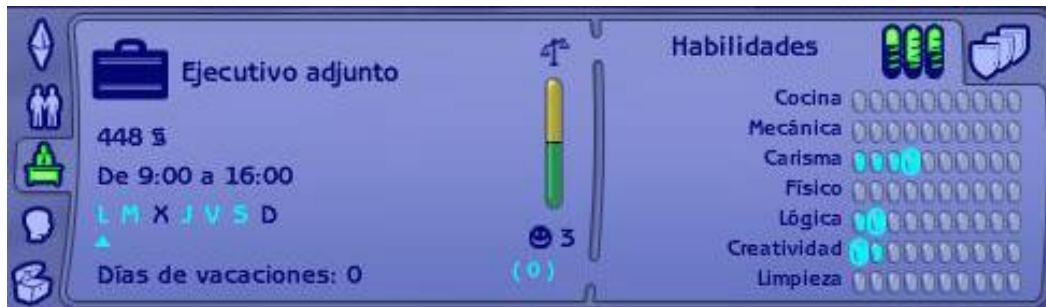 Ejecutivo adjunto
448 §
De 9:00 a 16:00
L M X J V S D
Días de vacaciones: 0
3
(0)
Habilidades
Cocina
Mecánica
Carisma
Físico
Lógica
Creatividad
Limpieza